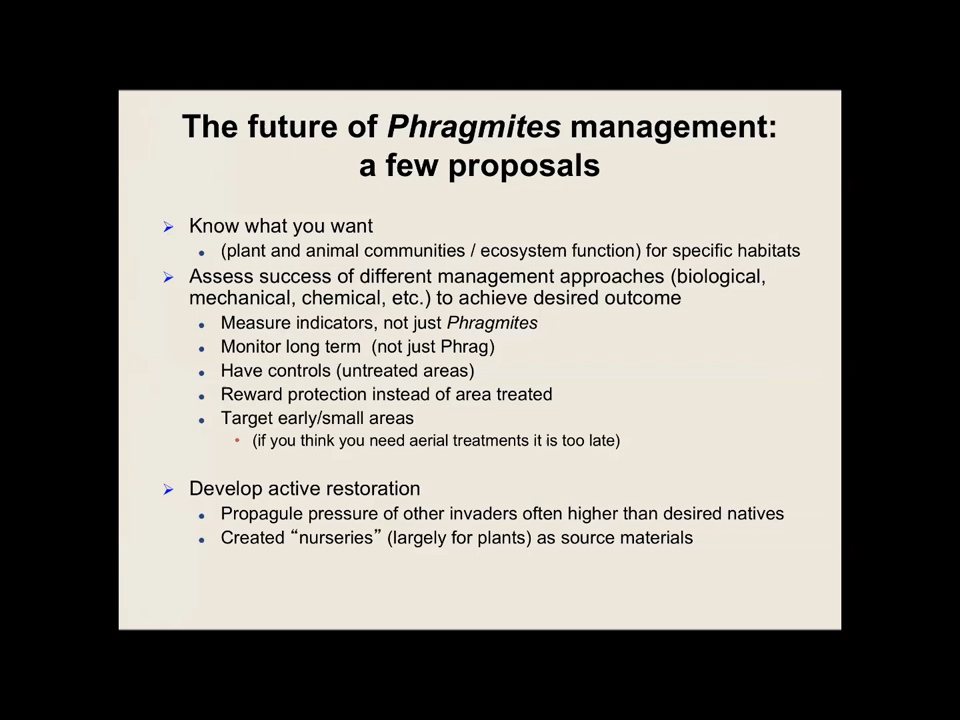 The future of Phragmites management:
a few proposals
Know what you want
(plant and animal communities / ecosystem function) for specific habitats
Assess success of different management approaches (biological,
mechanical, chemical, etc.) to achieve desired outcome
Measure indicators, not just Phragmites
Monitor long term  (not just Phrag)
Have controls (untreated areas)
Reward protection instead of area treated
Target early/small areas
(if you think you need aerial treatments it is too late)
Develop active restoration
Propagule pressure of other invaders often higher than desired natives
Created “nurseries” (largely for plants) as source materials